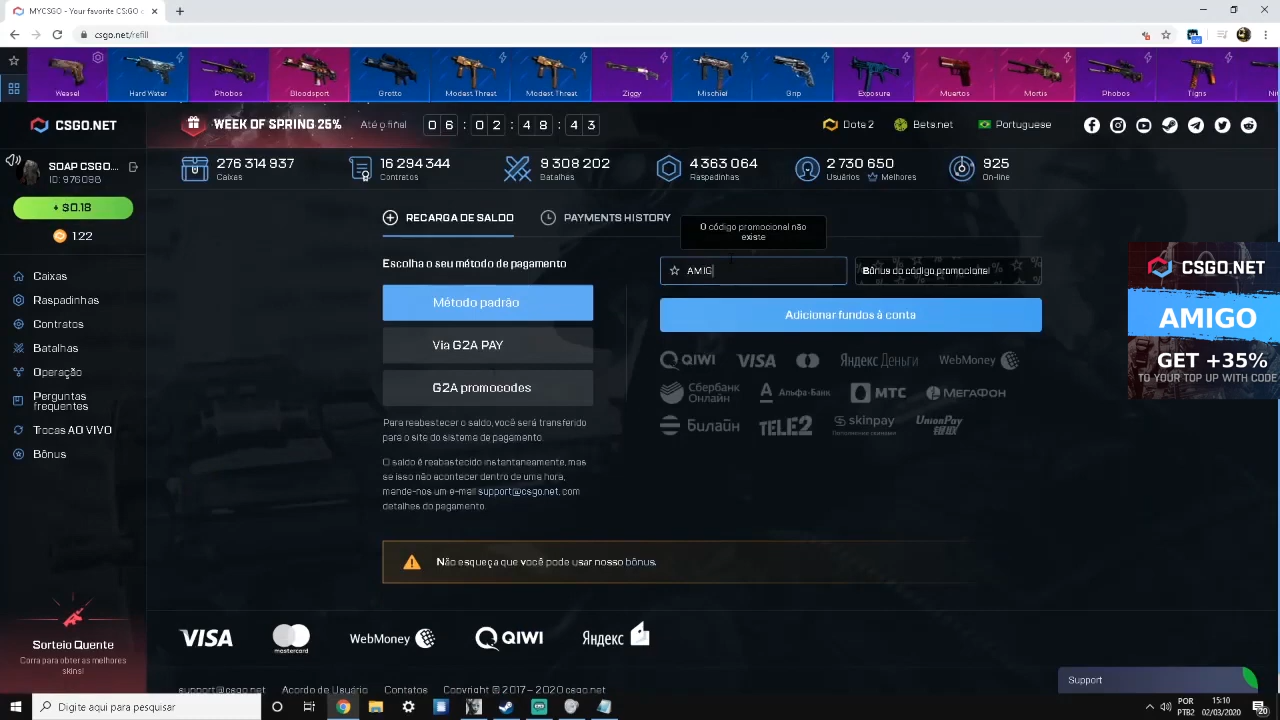 MYCSGO - Your favorite CS:GO c
csgo.net/refill
off
Wessel
Hard Water
Phobos
Bloodsport
Grotto
Modest Threat
Modest Threat
Ziggy
Mischief
Grip
Exposure
Muertos
Mortis
Phobos
Tigris
CSGO.NET
WEEK OF SPRING 25%
Até o final
06:02:48:43
Dota 2
Bets.net
Portuguese
SOAP CSGO....
ID: 976098
+ $0.18
122
276 314 937
Caixas
16 294 344
Contratos
9 308 202
Batalhas
4 363 064
Raspadinhas
2 730 650
Usuários
Melhores
925
On-line
RECARGA DE SALDO
PAYMENTS HISTORY
O código promocional não
existe
Escolha o seu método de pagamento
AMIG
Bônus do código promocional
Método padrão
Adicionar fundos à conta
Via G2A PAY
G2A promocodes
QIWI
VISA
Яндекс Деньги
WebMoney
Сбербанк
Онлайн
Альфа-Банк
МТС
МЕГАФОН
Билайн
TELE2
skinpay
UnionPay
银联
Caixas
Raspadinhas
Contratos
Batalhas
Operação
Perguntas
frequentes
Trocas AO VIVO
Bônus
Para reabastecer o saldo, você será transferido
para o site do sistema de pagamento.
O saldo é reabastecido instantaneamente, mas
se isso não acontecer dentro de uma hora,
mande-nos um e-mail support@csgo.net, com
detalhes do pagamento.
Não esqueça que você pode usar nosso bônus.
CSGO.NET
AMIGO
GET +35%
TO YOUR TOP UP WITH CODE
Sorteio Quente
Corra para obter as melhores
skins!
VISA
mastercard
WebMoney
QIWI
Яндекс
support@csgo.net
Acordo de Usuário
Contatos
Copyright © 2017 – 2020 csgo.net
Support
Digite aqui para pesquisar
POR
PTB2
15:10
02/03/2020
20